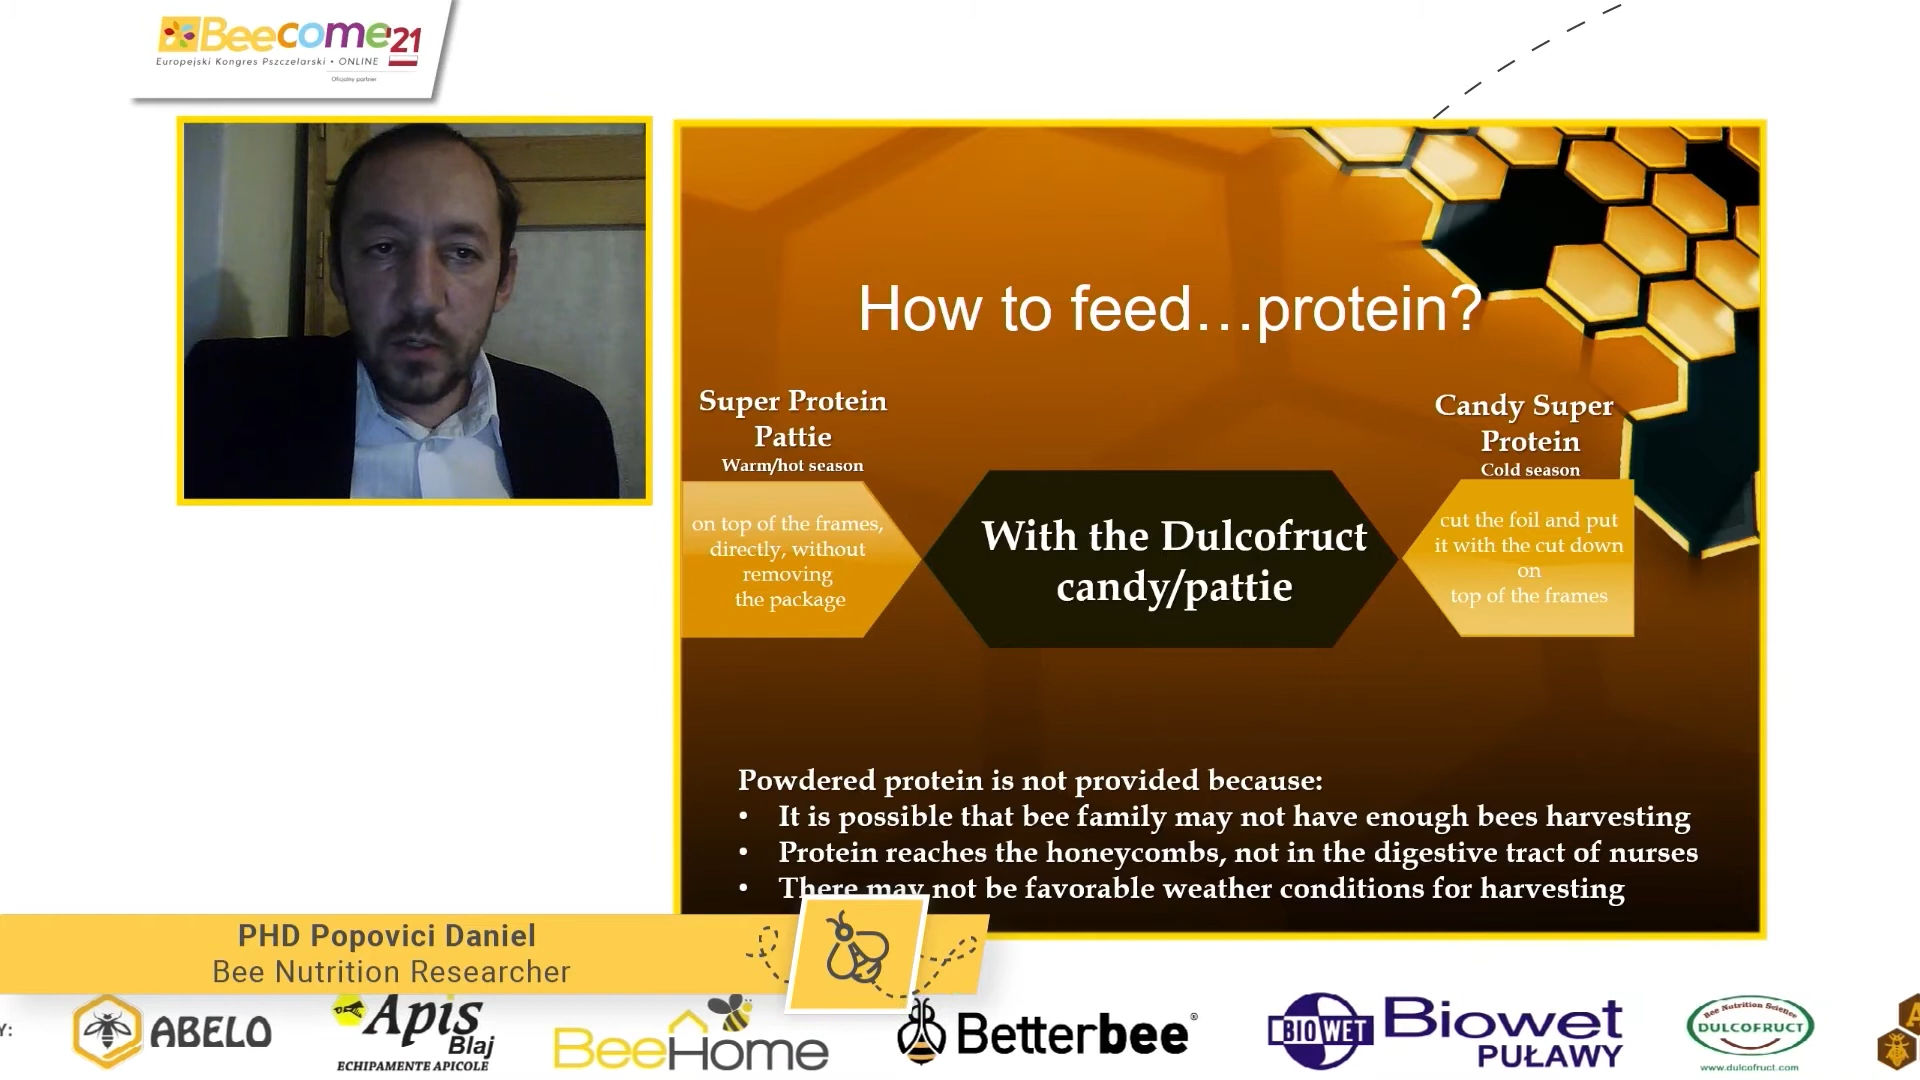 Beecome'21
Europejski Kongres Pszczelarski • ONLINE
Oficjalny partner
How to feed...protein?
Super Protein
Pattie
Warm/hot season
on top of the frames,
directly, without
removing
the package
With the Dulcofruct
candy/pattie
Candy Super
Protein
Cold season
cut the foil and put
it with the cut down
on
top of the frames
Powdered protein is not provided because:
• It is possible that bee family may not have enough bees harvesting
• Protein reaches the honeycombs, not in the digestive tract of nurses
• There may not be favorable weather conditions for harvesting
PHD Popovici Daniel
Bee Nutrition Researcher
Y:
ABELO
Apis
Blaj
ECHIPAMENTE APICOLE
BeeHome
Betterbee®
BIOWET
Biowet
PUŁAWY
Bee Nutrition Science
DULCOFRUCT
www.dulcofruct.com